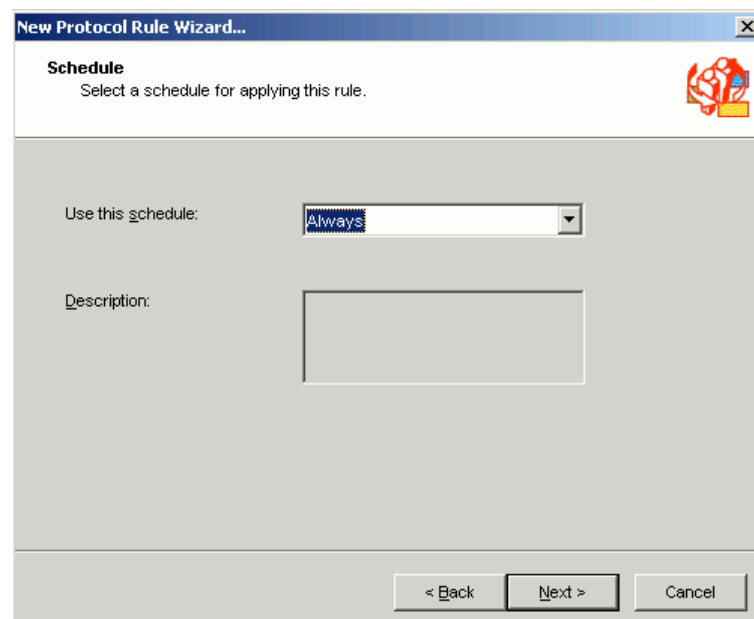 New Protocol Rule Wizard...
Schedule
Select a schedule for applying this rule.
Use this schedule:
Always
Description:
< Back
Next >
Cancel